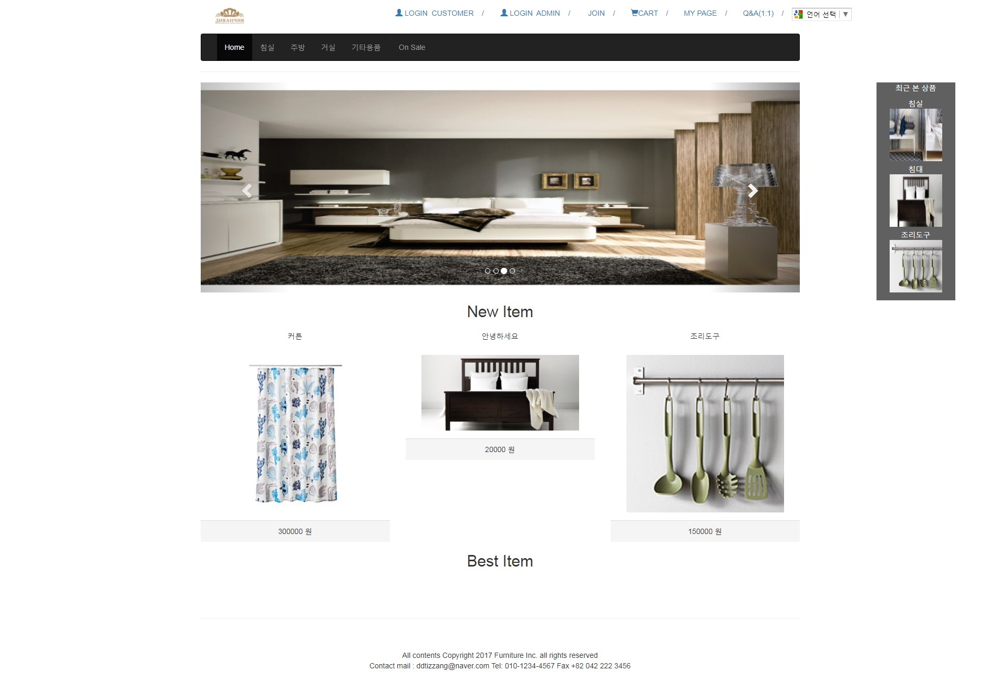 ДИВАНЧИК
LOGIN CUSTOMER / LOGIN ADMIN / JOIN / CART / MY PAGE / Q&A(1:1) / 언어 선택 ▼
Home 침실 주방 거실 기타용품 / On Sale
최근 본 상품
침실
침대
조리도구
New Item
커튼 안녕하세요 조리도구
20000 원
300000 원 150000 원
Best Item
All contents Copyright 2017 Furniture Inc. all rights reserved
Contact mail : ddtizzang@naver.com Tel: 010-1234-4567 Fax +82 042 222 3456